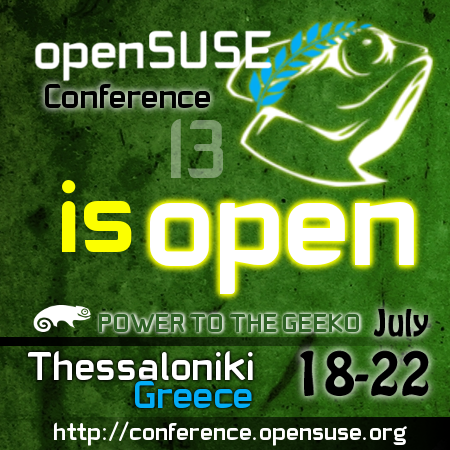 openSUSE
Conference
13
is open
POWER TO THE GEEKO July
Thessaloniki 18-22
Greece
http://conference.opensuse.org